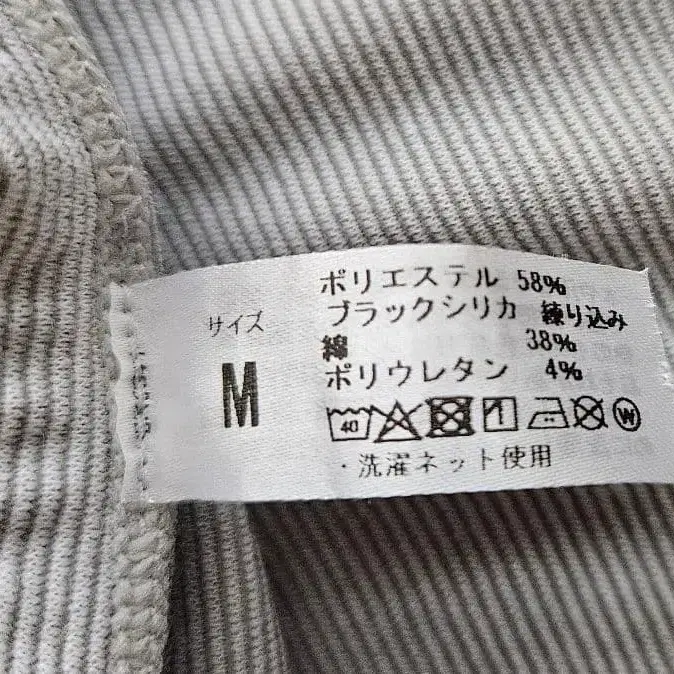 サイズ
M
ポリエステル 58%
ブラックシリカ 練り込み
綿 38%
ポリウレタン 4%
40 W
・洗濯ネット使用